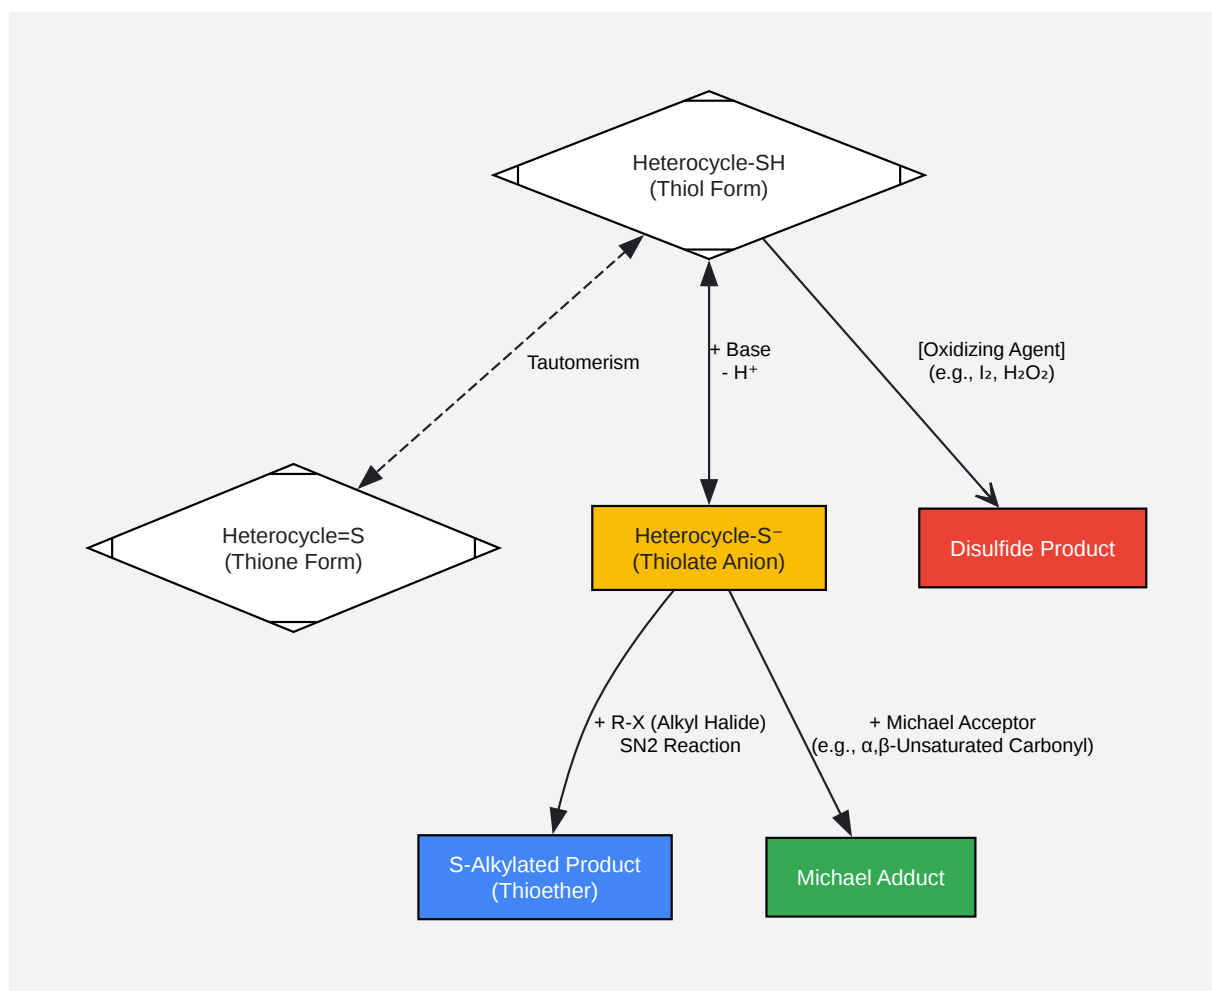 Heterocycle-SH
(Thiol Form)
Tautomerism
+ Base
- H⁺
[Oxidizing Agent]
(e.g., I₂, H₂O₂)
Heterocycle=S
(Thione Form)
Heterocycle-S⁻
(Thiolate Anion)
Disulfide Product
+ R-X (Alkyl Halide)
SN2 Reaction
+ Michael Acceptor
(e.g., α,β-Unsaturated Carbonyl)
S-Alkylated Product
(Thioether)
Michael Adduct